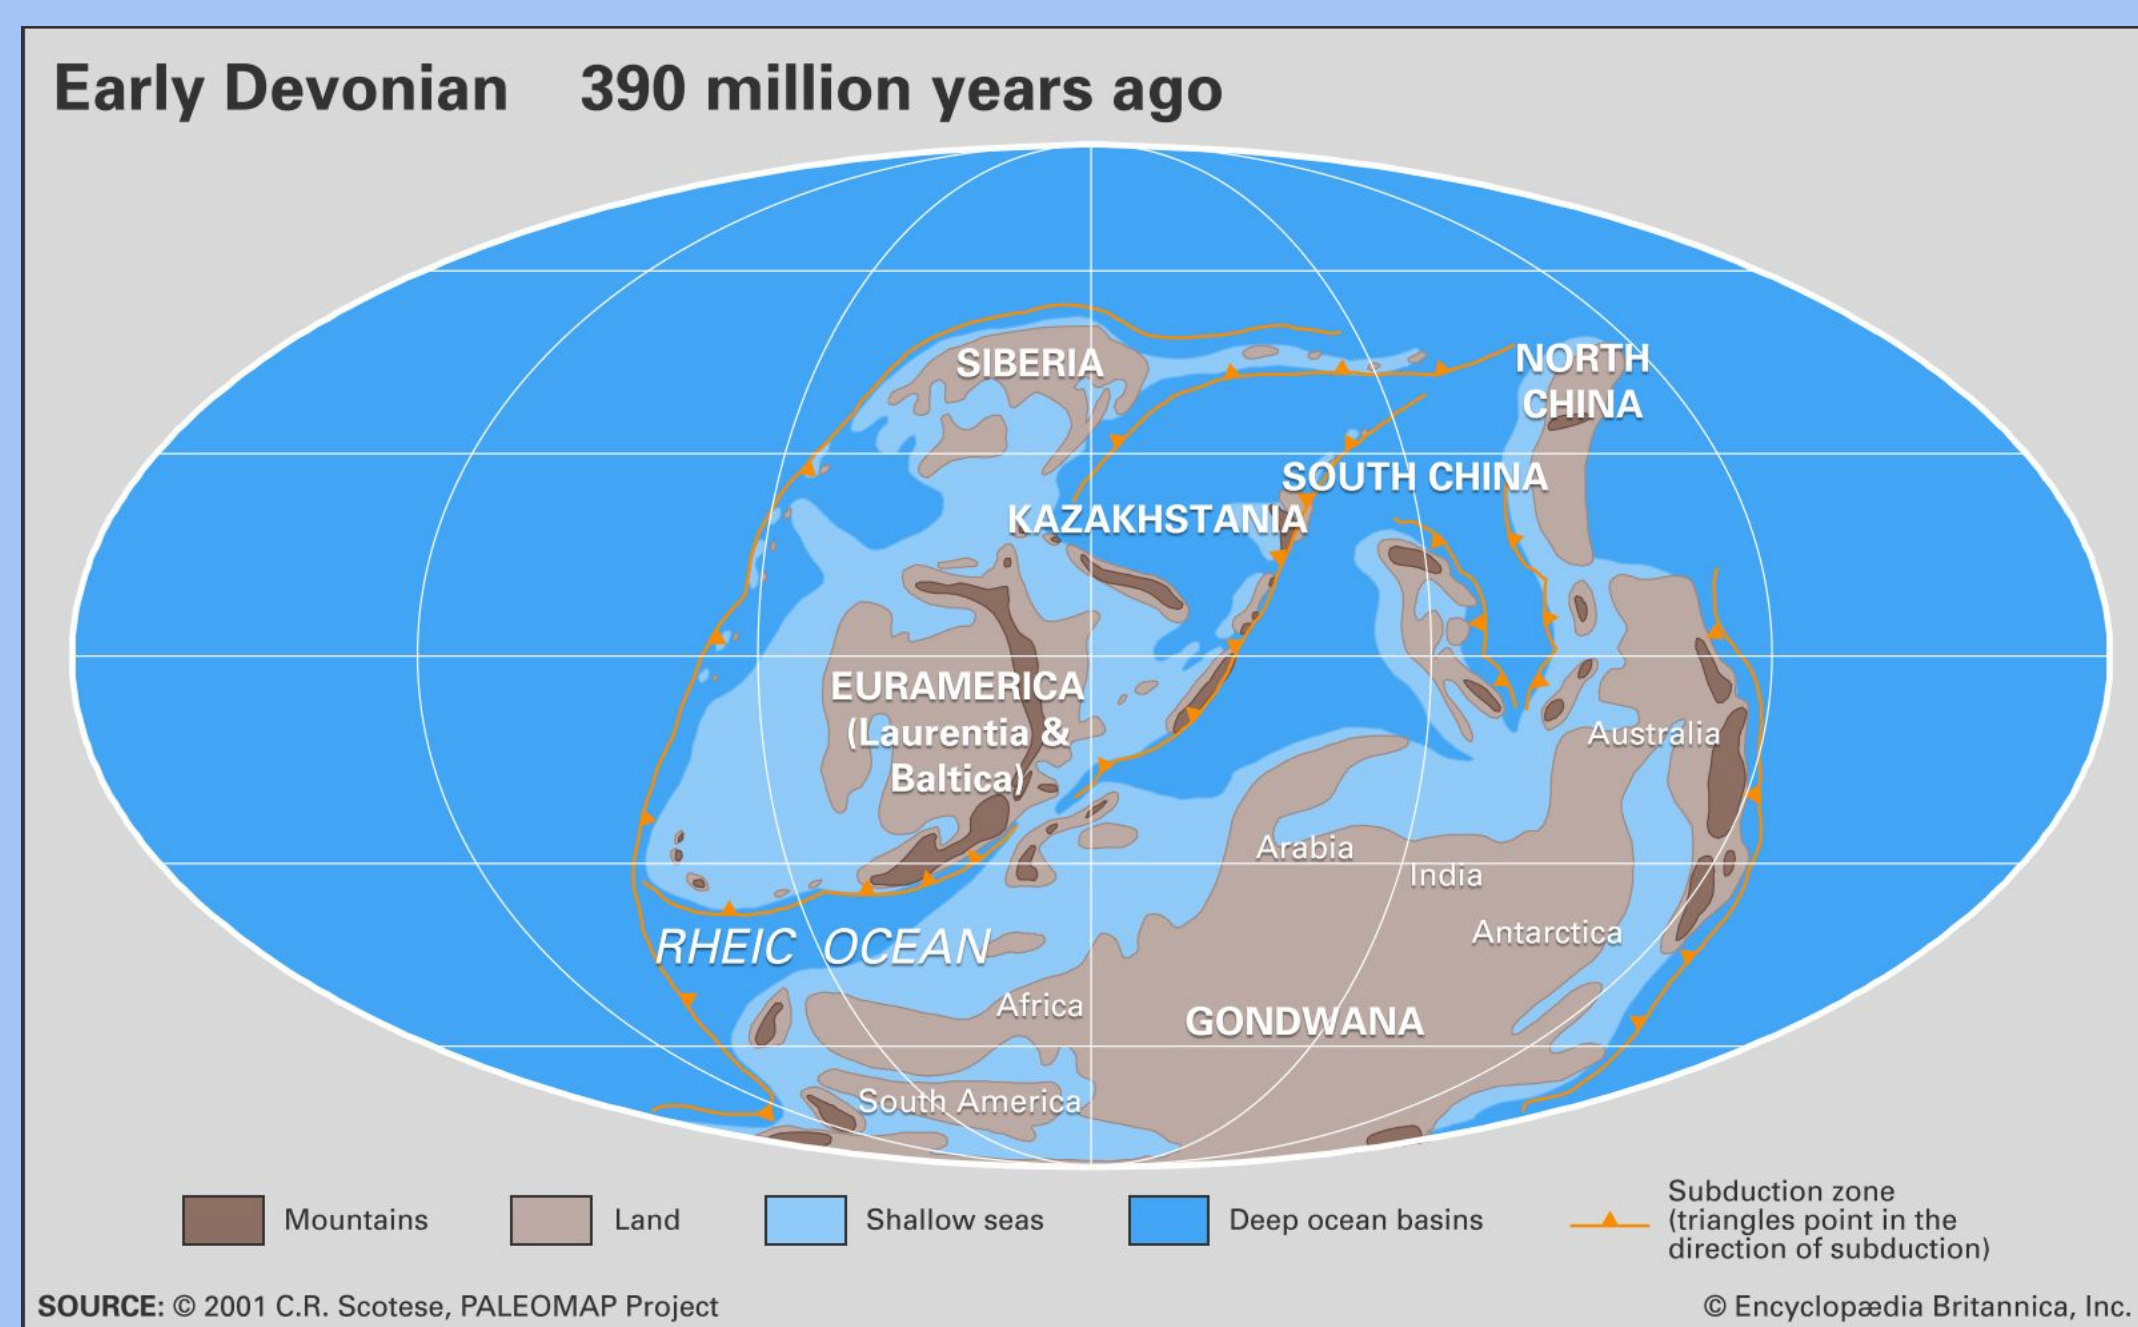 Early Devonian 390 million years ago
SIBERIA
NORTH
CHINA
SOUTH CHINA
KAZAKHSTANIA
EURAMERICA
(Laurentia &
Baltica)
Australia
Arabia
India
Antarctica
RHEIC OCEAN
Africa
GONDWANA
South America
Mountains
Land
Shallow seas
Deep ocean basins
Subduction zone
(triangles point in the
direction of subduction)
SOURCE: © 2001 C.R. Scotese, PALEOMAP Project
© Encyclopædia Britannica, Inc.